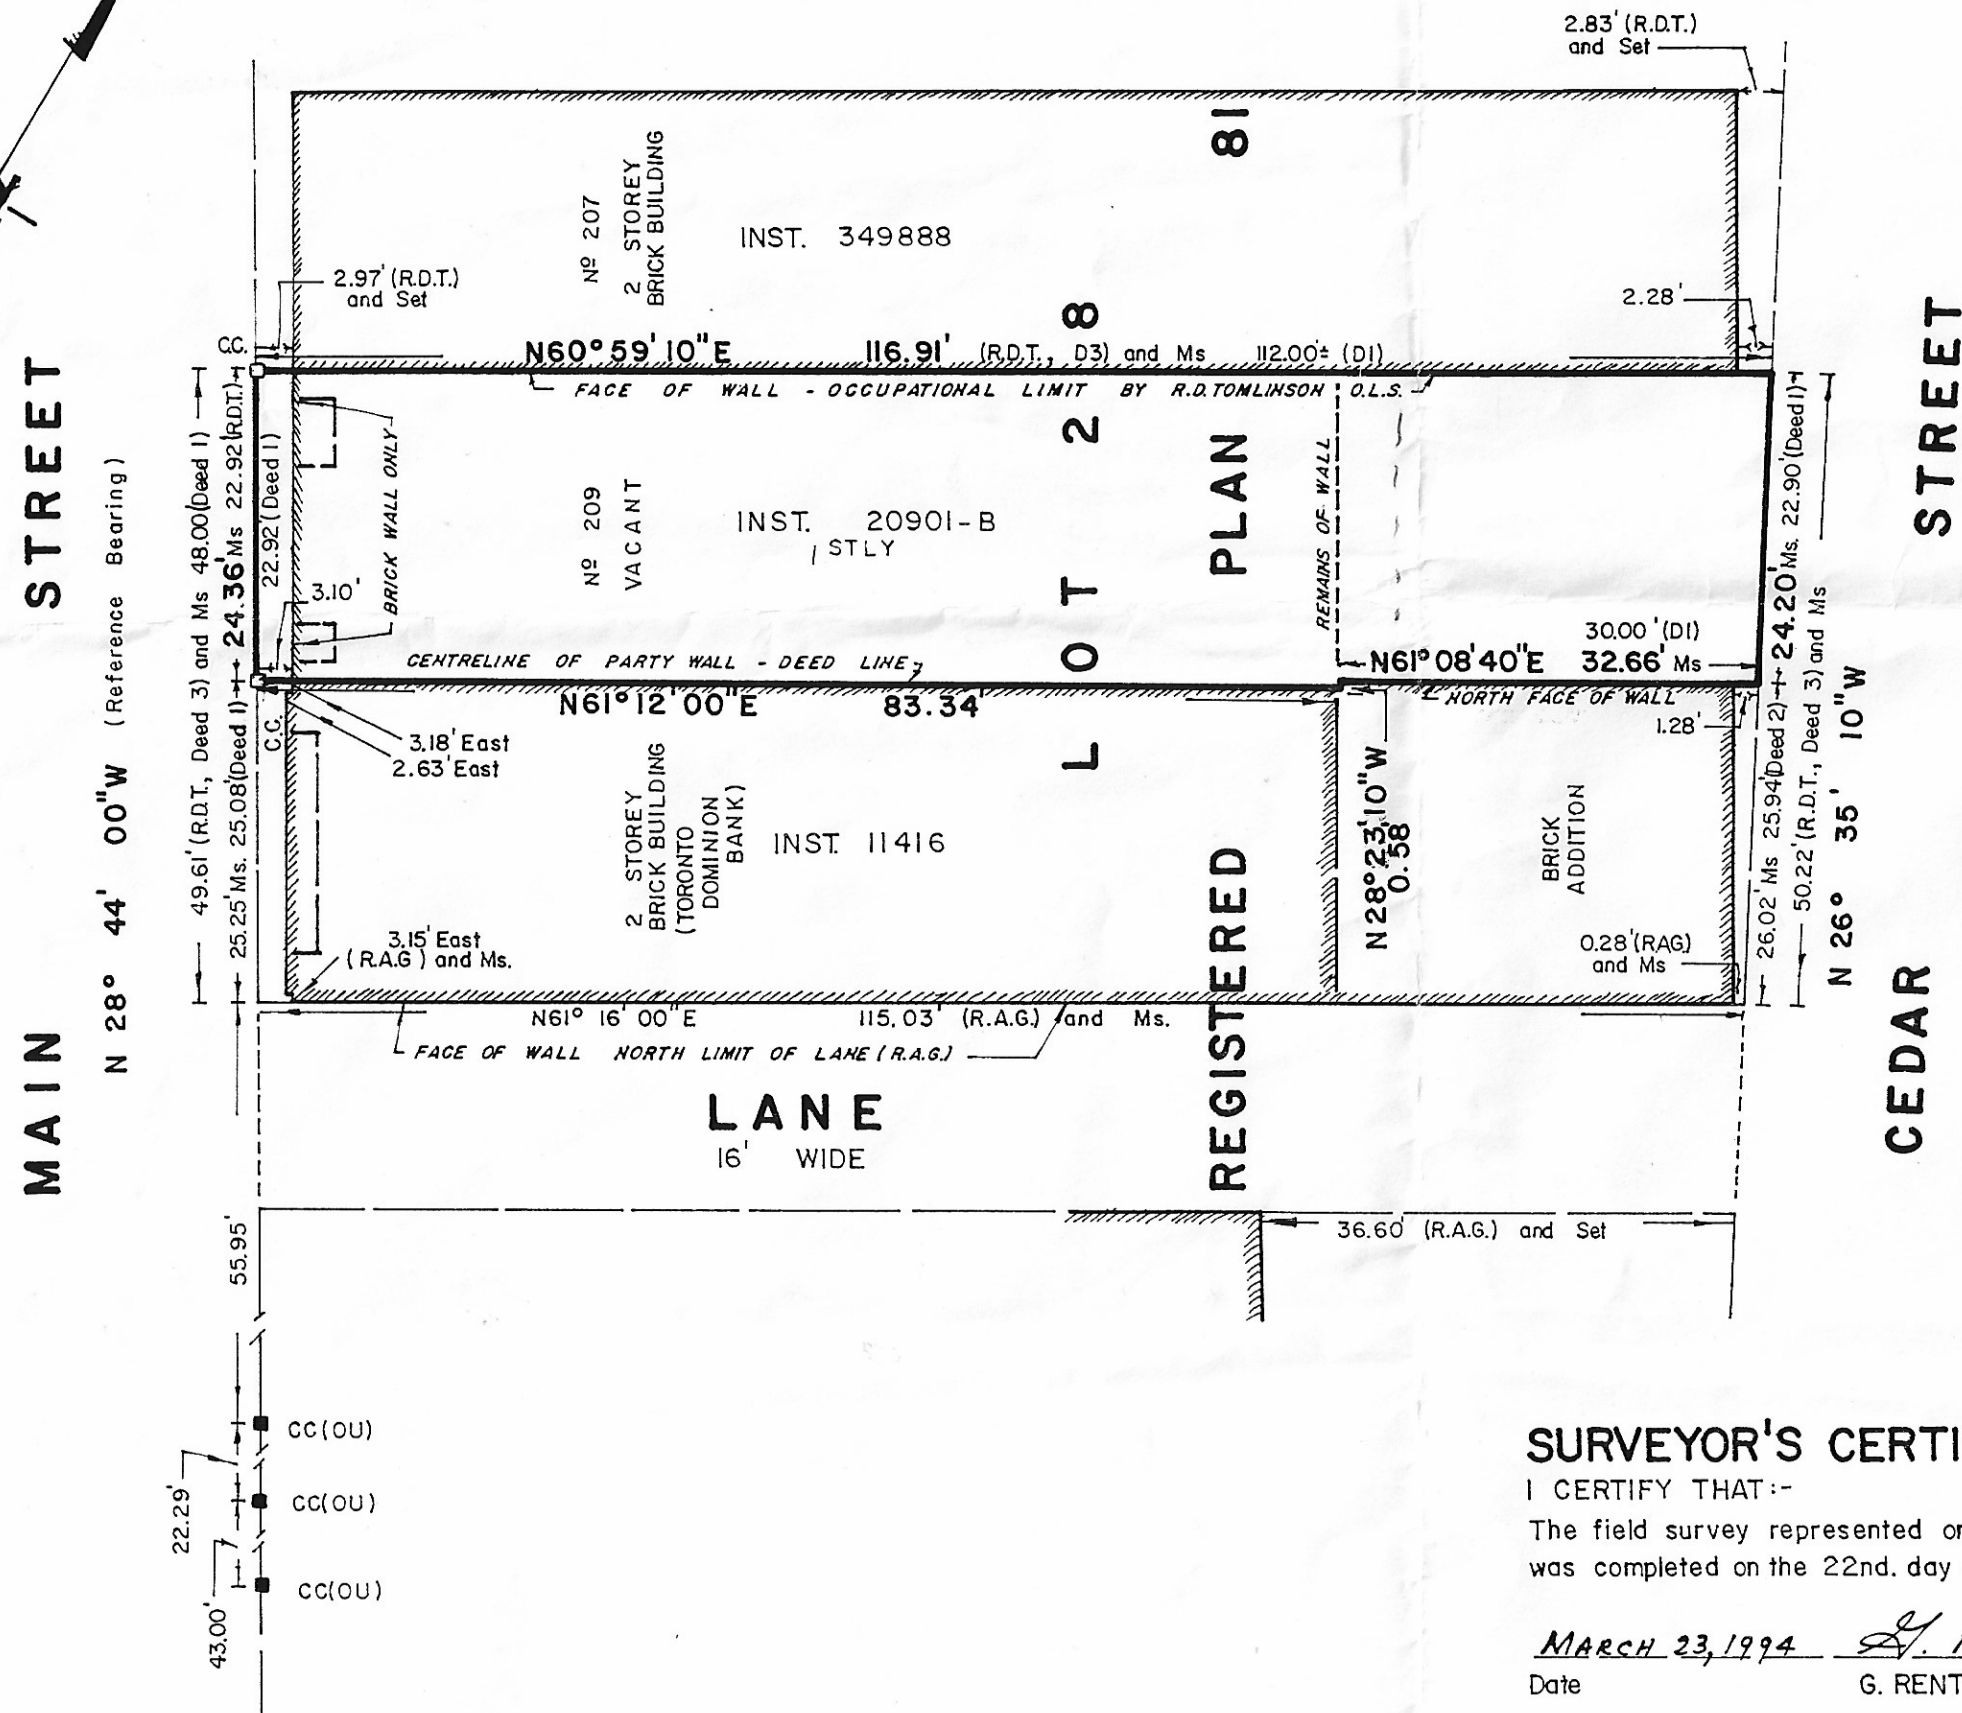 2.83' (R.D.T.)
and Set
Nº 207
2 STOREY
BRICK BUILDING
INST. 349888
81
2.97' (R.D.T.)
and Set
2.28'
C.C.
N60°59'10"E 116.91' (R.D.T., D3) and Ms 112.00'± (D1)
FACE OF WALL - OCCUPATIONAL LIMIT BY R.D.TOMLINSON O.L.S.
MAIN STREET
N 28° 44' 00"W (Reference Bearing)
49.61' (R.D.T., Deed 3) and Ms 48.00 (Deed 1)
24.36' Ms 22.92' (R.D.T.)
22.92' (Deed 1)
25.25' Ms. 25.08' (Deed 1)
C.C.
3.10'
BRICK WALL ONLY
Nº 209
VACANT
INST. 20901-B
STLY
LOT 28
REGISTERED PLAN
REMAINS OF WALL
CENTRELINE OF PARTY WALL - DEED LINE
N61°12'00"E 83.34
30.00' (D1)
N61°08'40"E 32.66' Ms
NORTH FACE OF WALL
1.28'
24.20' Ms. 22.90' (Deed 1)
26.02' Ms 25.94' (Deed 2)
50.22' (R.D.T., Deed 3) and Ms
N 26° 35' 10"W
CEDAR STREET
3.18' East
2.63' East
2 STOREY
BRICK BUILDING
(TORONTO
DOMINION
BANK)
INST. 11416
N28°23'10"W
0.58
BRICK
ADDITION
3.15' East
(R.A.G) and Ms.
0.28' (RAG)
and Ms
N61° 16' 00"E 115.03' (R.A.G.) and Ms.
FACE OF WALL NORTH LIMIT OF LANE (R.A.G.)
LANE
16' WIDE
36.60' (R.A.G.) and Set
55.95'
CC(OU)
22.29'
CC(OU)
43.00'
CC(OU)
SURVEYOR'S CERTI
I CERTIFY THAT:-
The field survey represented or
was completed on the 22nd. day
MARCH 23, 1994 G.
Date G. RENT